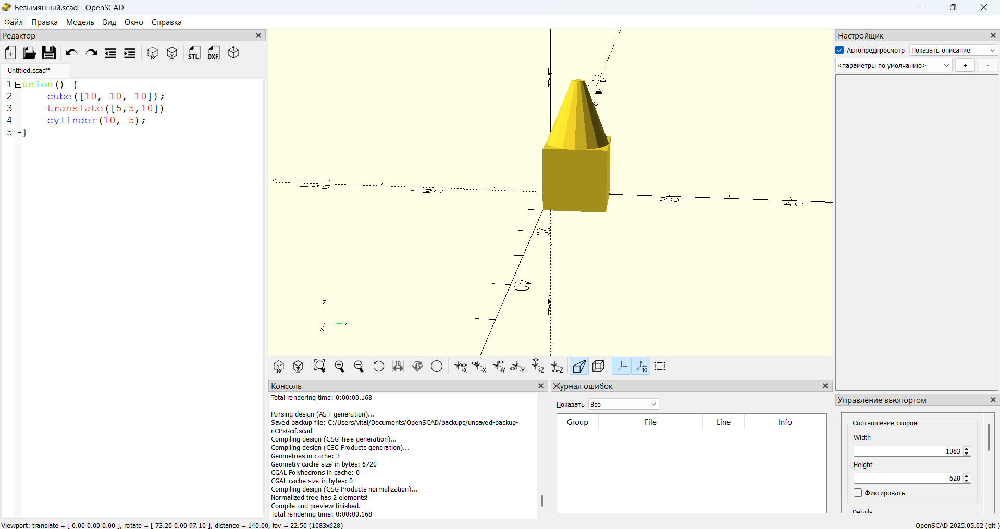 Безымянный.scad - OpenSCAD
Файл Правка Модель Вид Окно Справка
Редактор
STL DXF
Untitled.scad*
1 union() {
2 cube([10, 10, 10]);
3 translate([5,5,10])
4 cylinder(10, 5);
5 }
-40
-20
20
40
20
40
z
y
x
10
45
+X
-X
+Y
-Y
+Z
-Z
10
Консоль
Total rendering time: 0:00:00.168
Parsing design (AST generation)...
Saved backup file: C:/Users/vital/Documents/OpenSCAD/backups/unsaved-backup-
nCPxGcif.scad
Compiling design (CSG Tree generation)...
Compiling design (CSG Products generation)...
Geometries in cache: 3
Geometry cache size in bytes: 6720
CGAL Polyhedrons in cache: 0
CGAL cache size in bytes: 0
Compiling design (CSG Products normalization)...
Normalized tree has 2 elements!
Compile and preview finished.
Total rendering time: 0:00:00.168
Журнал ошибок
Показать Все
Group File Line Info
Настройщик
Автопредпросмотр Показать описание
<параметры по умолчанию> + -
Управление вьюпортом
Соотношение сторон
Width
1083
Height
628
Фиксировать
Details
Viewport: translate = [ 0.00 0.00 0.00 ], rotate = [ 73.20 0.00 97.10 ], distance = 140.00, fov = 22.50 (1083x628)
OpenSCAD 2025.05.02 (git )